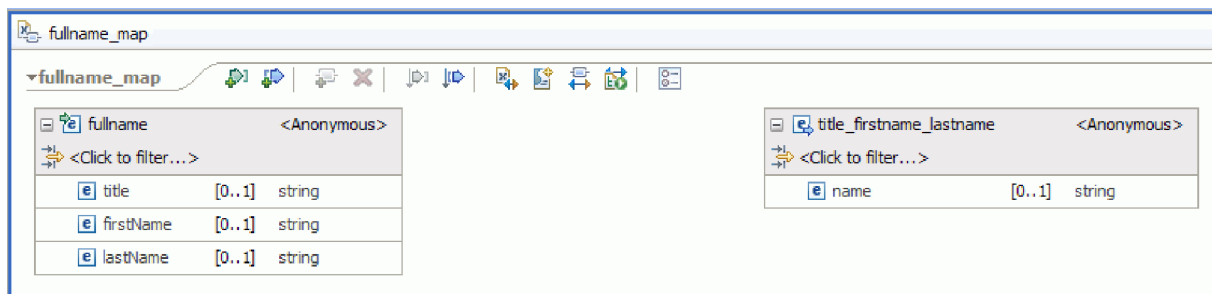 fullname_map
fullname_map
fullname <Anonymous>
<Click to filter...>
e title [0..1] string
e firstName [0..1] string
e lastName [0..1] string
title_firstname_lastname <Anonymous>
<Click to filter...>
e name [0..1] string